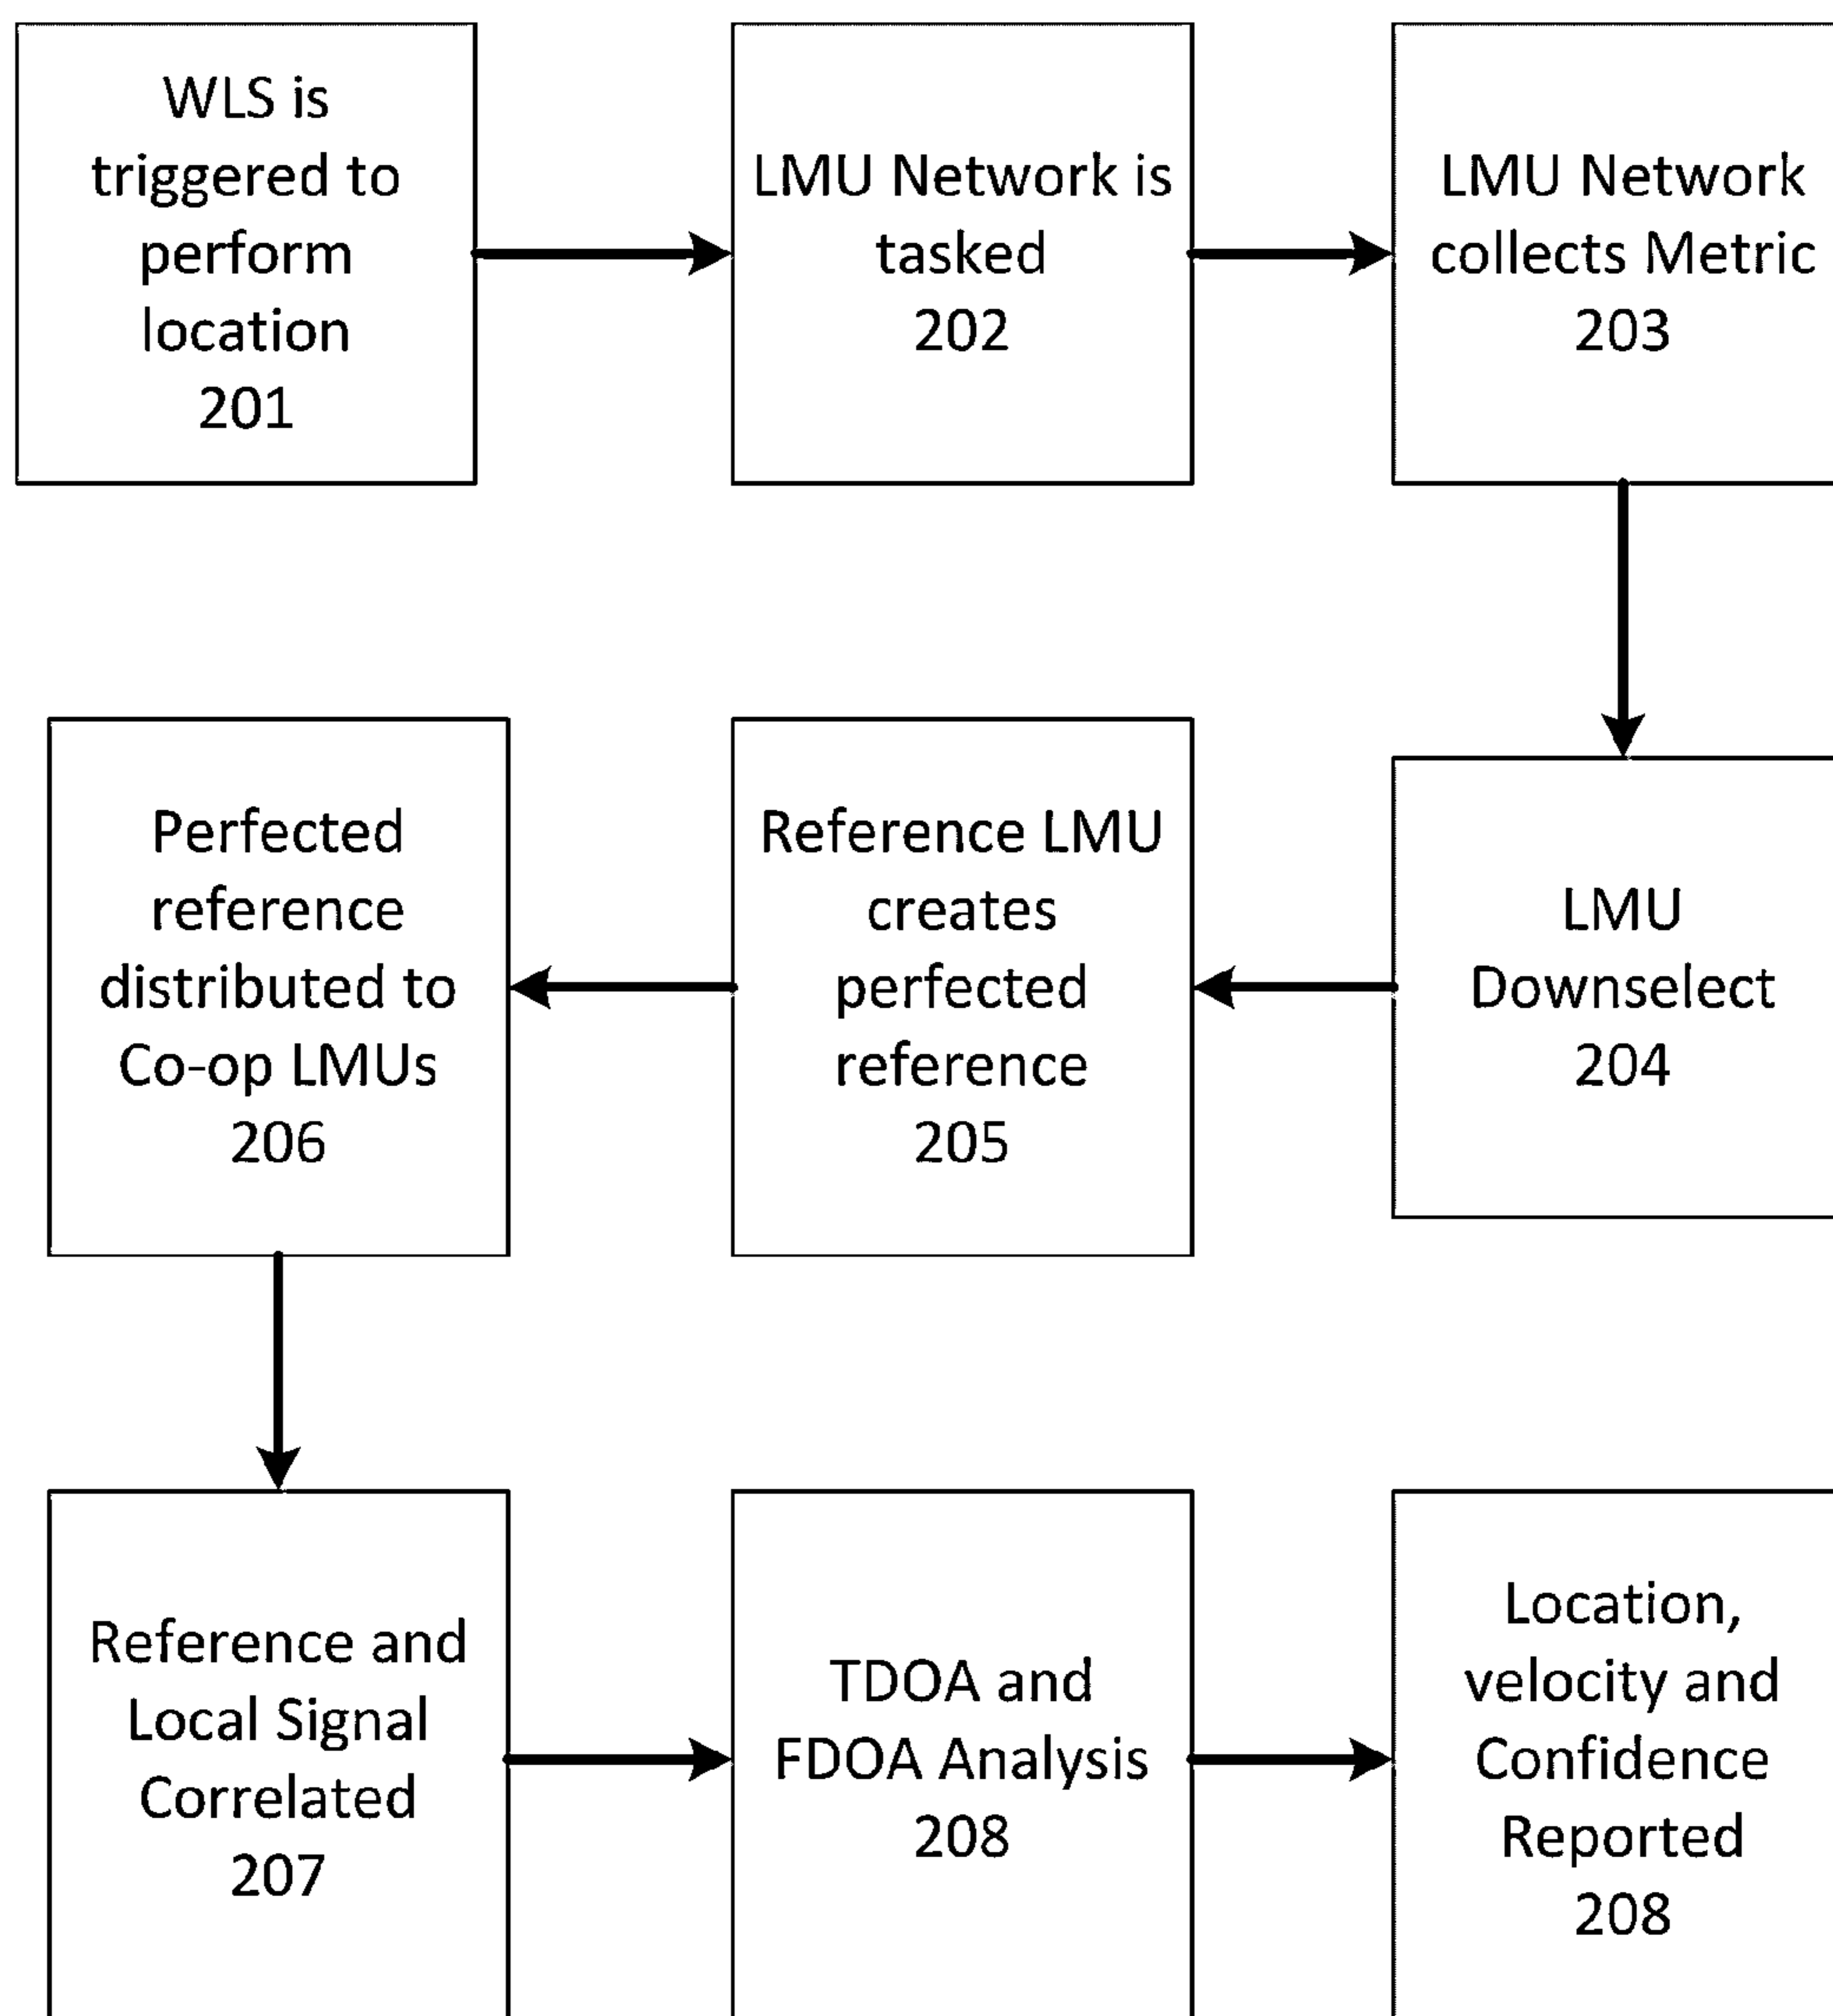 WLS is
triggered to
perform
location
201
LMU Network is
tasked
202
LMU Network
collects Metric
203
LMU
Downselect
204
Reference LMU
creates
perfected
reference
205
Perfected
reference
distributed to
Co-op LMUs
206
Reference and
Local Signal
Correlated
207
TDOA and
FDOA Analysis
208
Location,
velocity and
Confidence
Reported
208